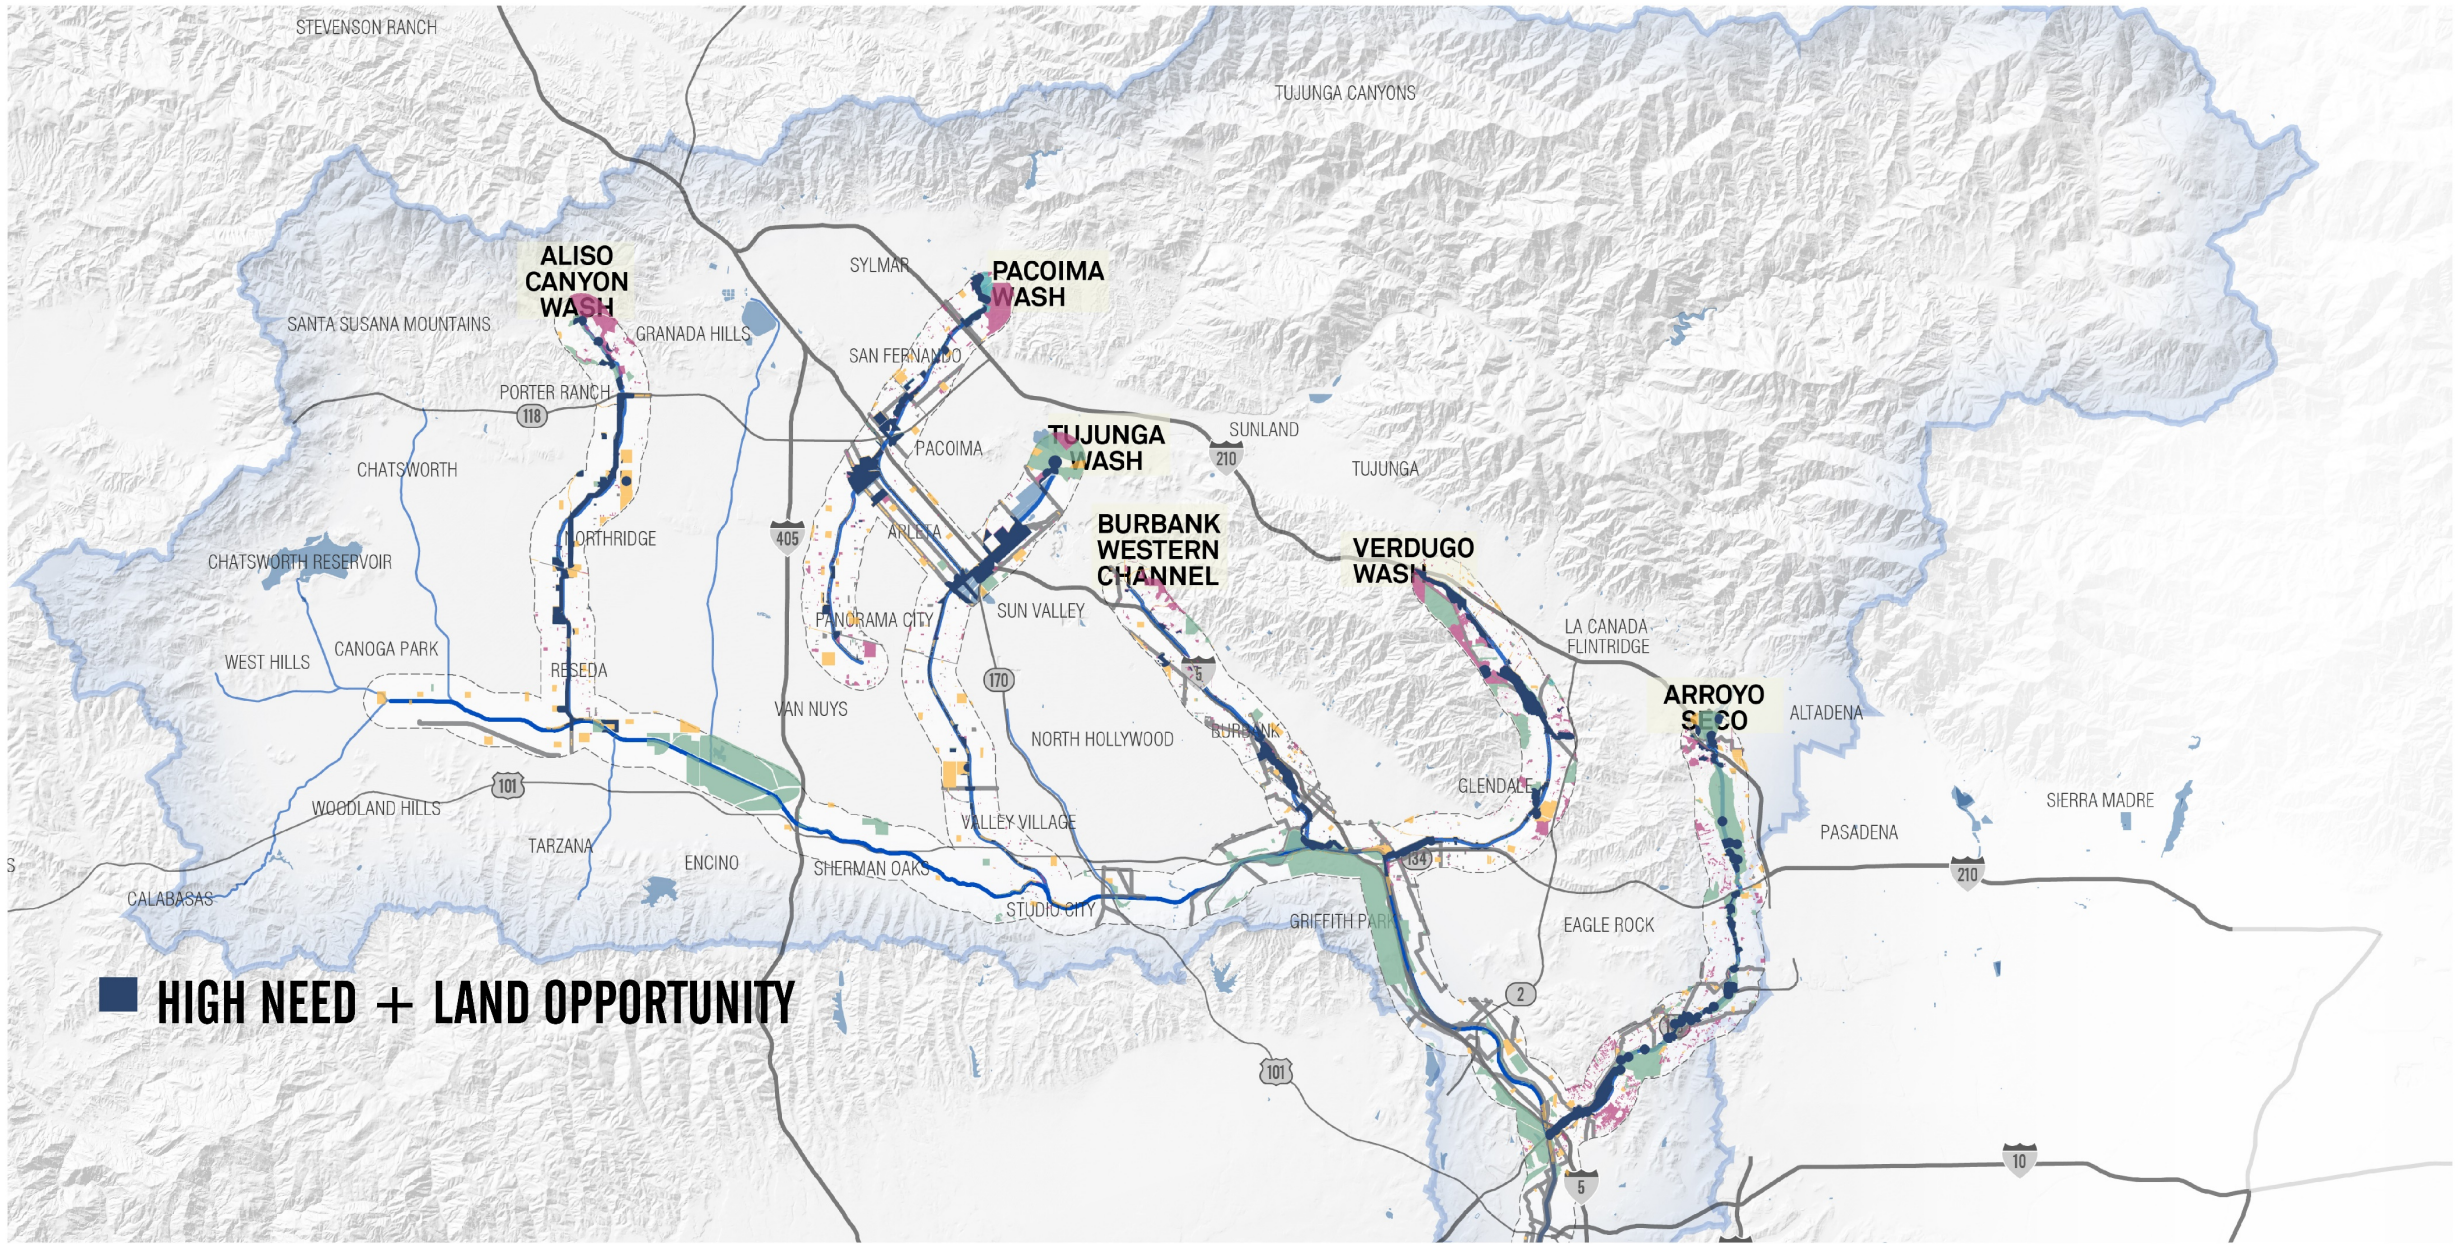 STEVENSON RANCH
TUJUNGA CANYONS
ALISO
CANYON
WASH
SYLMAR
PACOIMA
WASH
SANTA SUSANA MOUNTAINS
GRANADA HILLS
SAN FERNANDO
PORTER RANCH
118
TUJUNGA
WASH
SUNLAND
PACOIMA
210
CHATSWORTH
TUJUNGA
BURBANK
WESTERN
CHANNEL
405
ARLETA
NORTHRIDGE
VERDUGO
WASH
CHATSWORTH RESERVOIR
SUN VALLEY
PANORAMA CITY
LA CANADA
FLINTRIDGE
CANOGA PARK
WEST HILLS
RESEDA
5
170
ARROYO
SECO
VAN NUYS
ALTADENA
BURBANK
NORTH HOLLYWOOD
101
GLENDALE
WOODLAND HILLS
SIERRA MADRE
VALLEY VILLAGE
PASADENA
TARZANA
134
ENCINO
SHERMAN OAKS
S
210
CALABASAS
STUDIO CITY
GRIFFITH PARK
EAGLE ROCK
2
HIGH NEED + LAND OPPORTUNITY
101
10
5